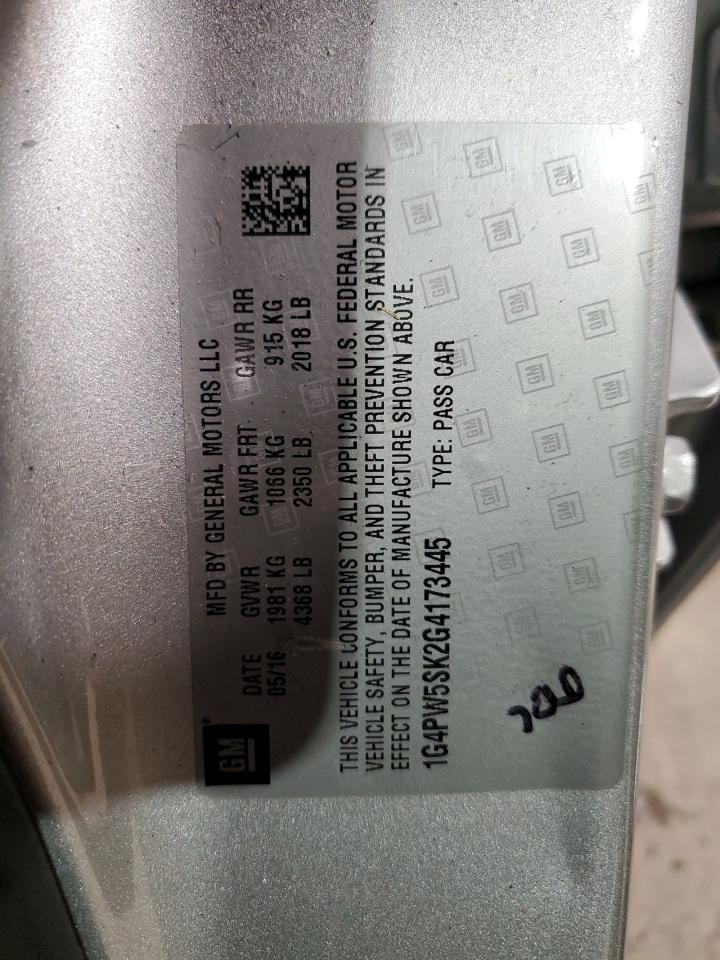 GM®
MFD BY GENERAL MOTORS LLC
DATE GVWR GAWR FRT GAWR RR
05/16 1981 KG 1066 KG 915 KG
4368 LB 2350 LB 2018 LB
THIS VEHICLE CONFORMS TO ALL APPLICABLE U.S. FEDERAL MOTOR
VEHICLE SAFETY, BUMPER, AND THEFT PREVENTION STANDARDS IN
EFFECT ON THE DATE OF MANUFACTURE SHOWN ABOVE.
1G4PW5SK2G4173445 TYPE: PASS CAR